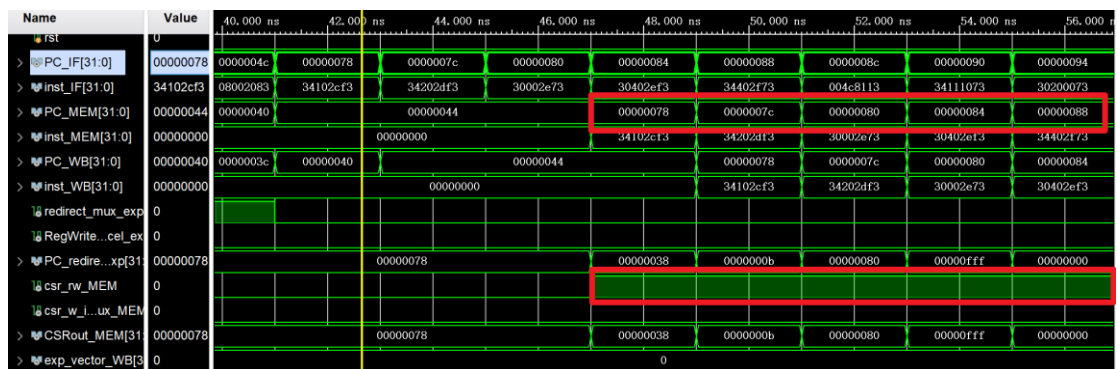 Name Value 40.000 ns 42.000 ns 44.000 ns 46.000 ns 48.000 ns 50.000 ns 52.000 ns 54.000 ns 56.000 n
rst 0
PC_IF[31:0] 00000078 0000004c 00000078 0000007c 00000080 00000084 00000088 0000008c 00000090 00000094
inst_IF[31:0] 34102cf3 08002083 34102cf3 34202df3 30002e73 30402ef3 34402f73 004c8113 34111073 30200073
PC_MEM[31:0] 00000044 00000040 00000044 00000078 0000007c 00000080 00000084 00000088
inst_MEM[31:0] 00000000 00000000 34102cf3 34202df3 30002e73 30402ef3 34402f73
PC_WB[31:0] 00000040 0000003c 00000040 00000044 00000078 0000007c 00000080 00000084
inst_WB[31:0] 00000000 00000000 34102cf3 34202df3 30002e73 30402ef3
redirect_mux_exp 0
RegWrite...cel_ex 0
PC_redire...xp[31: 00000078 00000078 00000038 0000000b 00000080 00000fff 00000000
csr_rw_MEM 0
csr_w_i...ux_MEM 0
CSRout_MEM[31: 00000078 00000078 00000038 0000000b 00000080 00000fff 00000000
exp_vector_WB[3 0 0